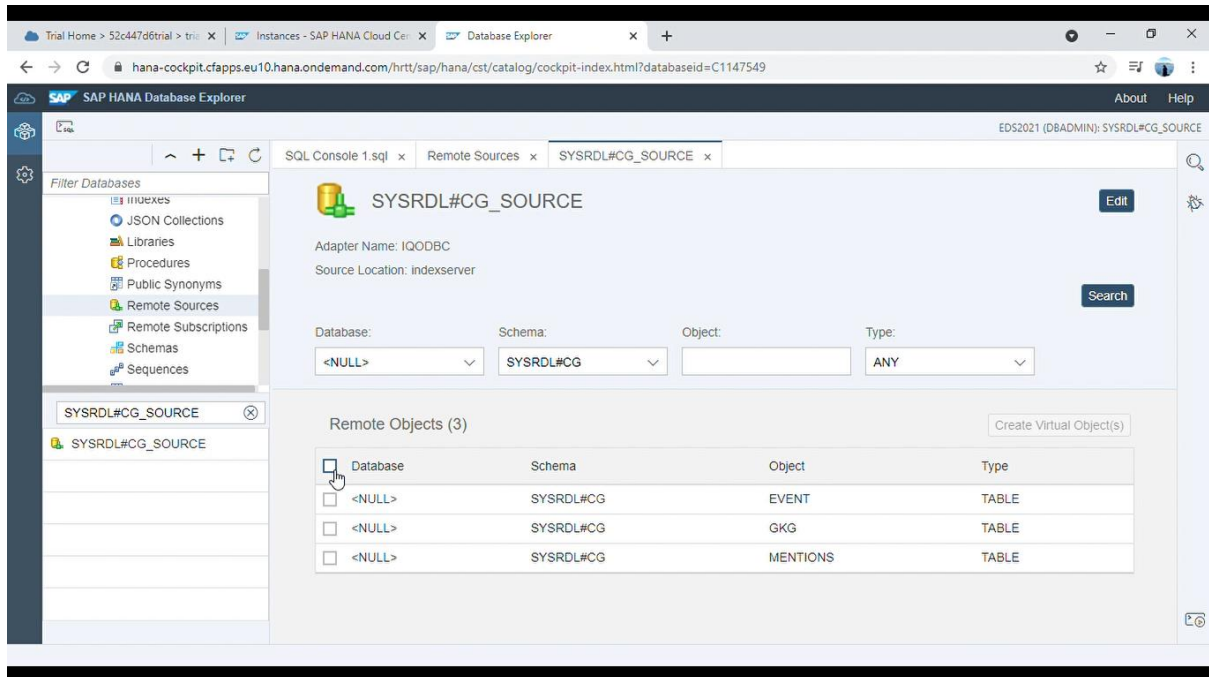 Trial Home > 52c447d6trial > tria
Instances - SAP HANA Cloud Cen
Database Explorer
hana-cockpit.cfapps.eu10.hana.ondemand.com/hrtt/sap/hana/cst/catalog/cockpit-index.html?databaseid=C1147549
SAP SAP HANA Database Explorer
About Help
SQL
EDS2021 (DBADMIN): SYSRDL#CG_SOURCE
SQL Console 1.sql
Remote Sources
SYSRDL#CG_SOURCE
Filter Databases
Indexes
JSON Collections
Libraries
Procedures
Public Synonyms
Remote Sources
Remote Subscriptions
Schemas
Sequences
SYSRDL#CG_SOURCE
SYSRDL#CG_SOURCE
SYSRDL#CG_SOURCE
Edit
Adapter Name: IQODBC
Source Location: indexserver
Search
Database: Schema: Object: Type:
<NULL> SYSRDL#CG ANY
Remote Objects (3)
Create Virtual Object(s)
Database Schema Object Type
<NULL> SYSRDL#CG EVENT TABLE
<NULL> SYSRDL#CG GKG TABLE
<NULL> SYSRDL#CG MENTIONS TABLE